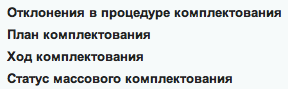 Отклонения в процедуре комплектования
План комплектования
Ход комплектования
Статус массового комплектования